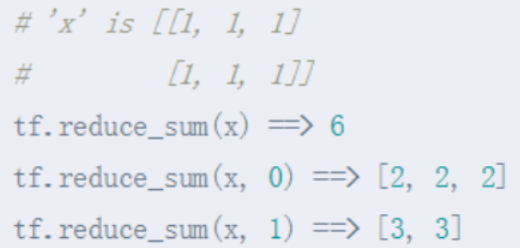 # 'x' is [[1, 1, 1]
#         [1, 1, 1]]
tf.reduce_sum(x) ==> 6
tf.reduce_sum(x, 0) ==> [2, 2, 2]
tf.reduce_sum(x, 1) ==> [3, 3]